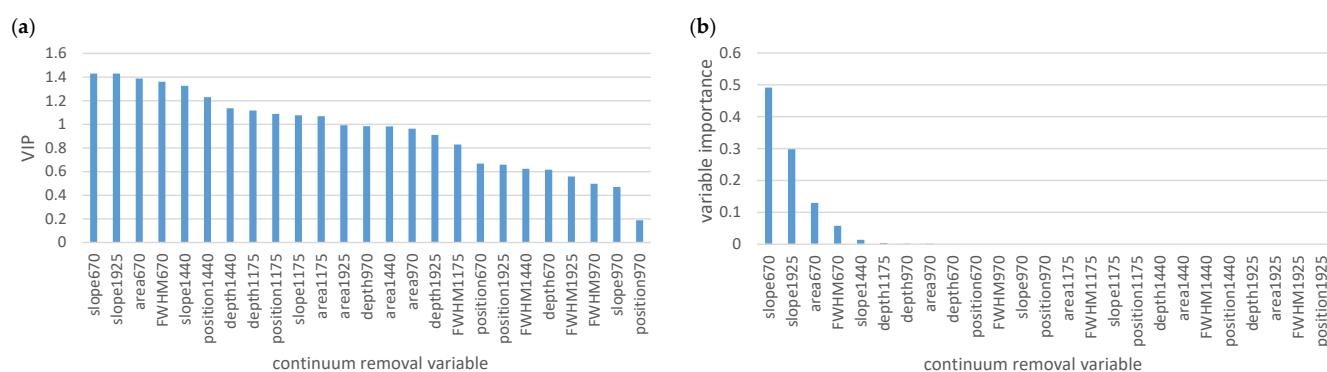 (a)
1.6
1.4
1.2
1
0.8
0.6
0.4
0.2
0
VIP
slope670
slope1925
area670
FWHM670
slope1440
position1440
depth1440
depth1175
position1175
slope1175
area1175
area1925
depth970
area1440
area970
depth1925
FWHM1175
position670
position1925
FWHM1440
depth670
FWHM1925
FWHM970
slope970
position970
continuum removal variable
(b)
0.6
0.5
0.4
0.3
0.2
0.1
0
variable importance
slope670
slope1925
area670
FWHM670
slope1440
depth1175
depth970
area970
depth670
position670
FWHM970
slope970
position970
area1175
FWHM1175
slope1175
position1175
depth1440
area1440
FWHM1440
position1440
depth1925
area1925
FWHM1925
position1925
continuum removal variable